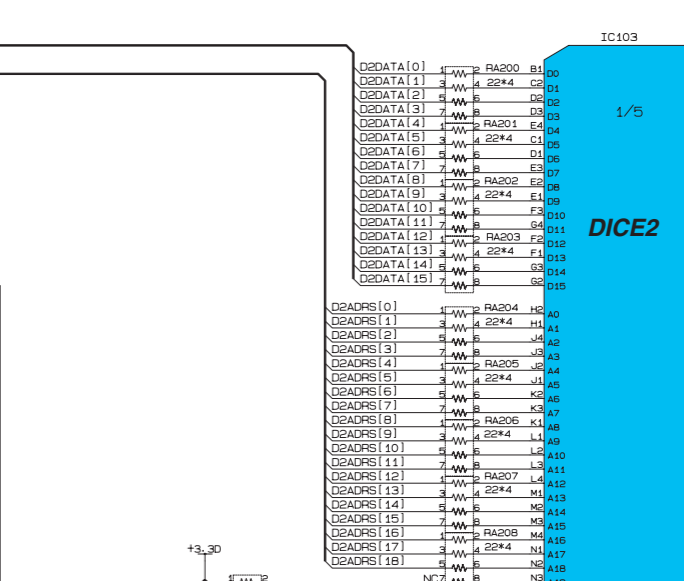 IC103
1/5
DICE2
D2DATA[0] 1 2 RA200 B1 D0
D2DATA[1] 3 4 22*4 C2 D1
D2DATA[2] 5 6 D2 D2
D2DATA[3] 7 8 D3 D3
D2DATA[4] 1 2 RA201 E4 D4
D2DATA[5] 3 4 22*4 C1 D5
D2DATA[6] 5 6 D1 D6
D2DATA[7] 7 8 E3 D7
D2DATA[8] 1 2 RA202 E2 D8
D2DATA[9] 3 4 22*4 E1 D9
D2DATA[10] 5 6 F3 D10
D2DATA[11] 7 8 G4 D11
D2DATA[12] 1 2 RA203 F2 D12
D2DATA[13] 3 4 22*4 F1 D13
D2DATA[14] 5 6 G3 D14
D2DATA[15] 7 8 G2 D15
D2ADRS[0] 1 2 RA204 H2 A0
D2ADRS[1] 3 4 22*4 H1 A1
D2ADRS[2] 5 6 J4 A2
D2ADRS[3] 7 8 J3 A3
D2ADRS[4] 1 2 RA205 J2 A4
D2ADRS[5] 3 4 22*4 J1 A5
D2ADRS[6] 5 6 K2 A6
D2ADRS[7] 7 8 K3 A7
D2ADRS[8] 1 2 RA206 K1 A8
D2ADRS[9] 3 4 22*4 L1 A9
D2ADRS[10] 5 6 L2 A10
D2ADRS[11] 7 8 L3 A11
D2ADRS[12] 1 2 RA207 L4 A12
D2ADRS[13] 3 4 22*4 M1 A13
D2ADRS[14] 5 6 M2 A14
D2ADRS[15] 7 8 M3 A15
D2ADRS[16] 1 2 RA208 M4 A16
D2ADRS[17] 3 4 22*4 N1 A17
D2ADRS[18] 5 6 N2 A18
NC7 8 N3
+3.3D
1 2